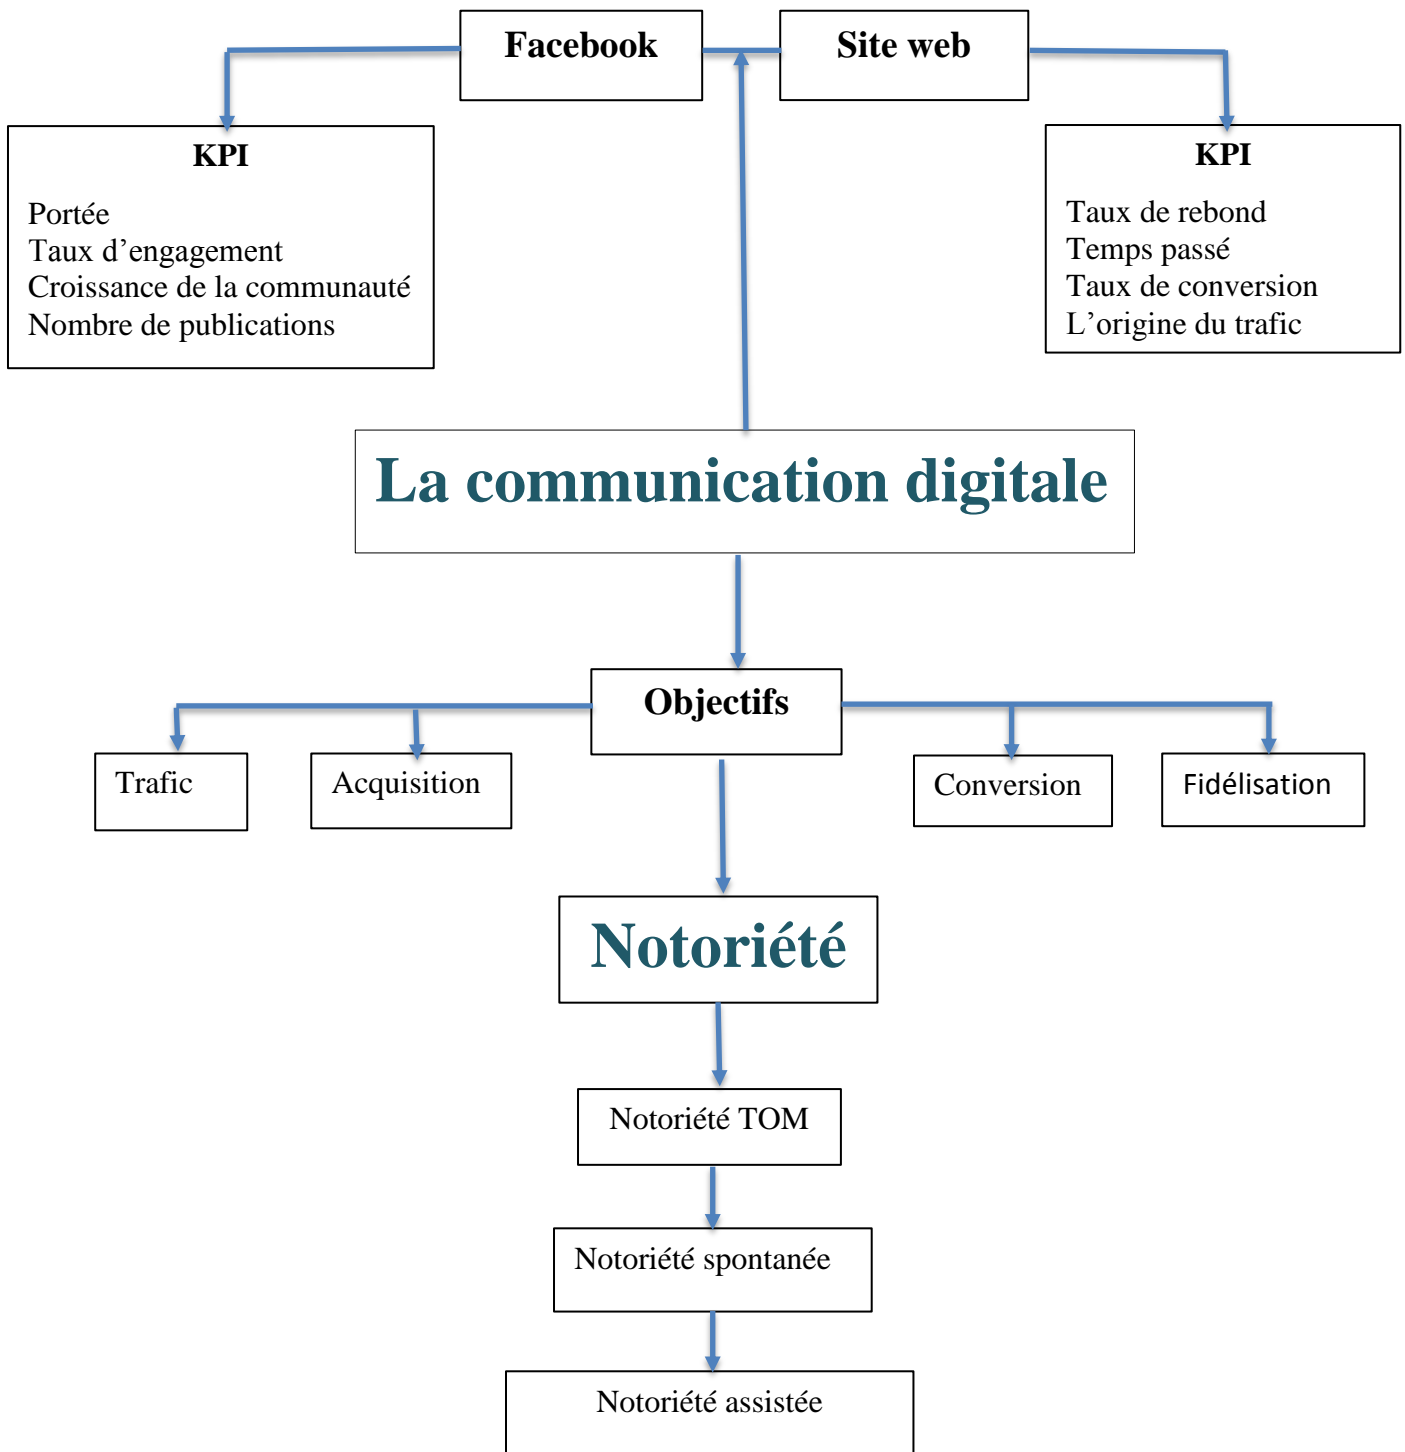 Facebook
Site web
KPI
Portée
Taux d’engagement
Croissance de la communauté
Nombre de publications
KPI
Taux de rebond
Temps passé
Taux de conversion
L’origine du trafic
La communication digitale
Objectifs
Trafic
Acquisition
Conversion
Fidélisation
Notoriété
Notoriété TOM
Notoriété spontanée
Notoriété assistée